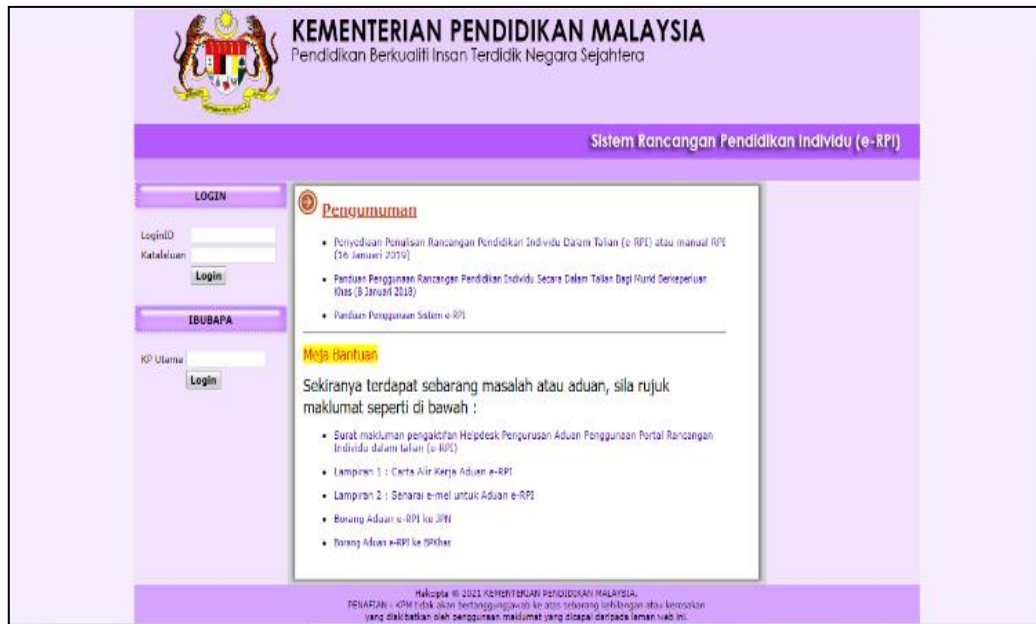 KEMENTERIAN PENDIDIKAN MALAYSIA
Pendidikan Berkualiti Insan Terdidik Negara Sejahtera
Sistem Rancangan Pendidikan Individu (e-RPI)
LOGIN
LoginID
Katalaluan
Login
IBUBAPA
KP Utama
Login
Pengumuman
• Penyediaan Penulisan Rancangan Pendidikan Individu Dalam Talian (e-RPI) atau manual RPI
(16 Januari 2019)
• Panduan Penggunaan Rancangan Pendidikan Individu Secara Dalam Talian Bagi Murid Berkeperluan
Khas (8 Januari 2018)
• Panduan Penggunaan Sistem e-RPI
Meja Bantuan
Sekiranya terdapat sebarang masalah atau aduan, sila rujuk
maklumat seperti di bawah :
• Surat makluman pengaktifan Helpdesk Pengurusan Aduan Penggunaan Portal Rancangan
Individu dalam talian (e-RPI)
• Lampiran 1 : Carta Alir Kerja Aduan e-RPI
• Lampiran 2 : Senarai e-mel untuk Aduan e-RPI
• Borang Aduan e-RPI ke JPN
• Borang Aduan e-RPI ke BPKhas
Hakcipta © 2021 KEMENTERIAN PENDIDIKAN MALAYSIA.
PENAFIAN : KPM tidak akan bertanggungjawab ke atas sebarang kehilangan atau kerosakan
yang diakibatkan oleh penggunaan maklumat yang dicapai daripada laman web ini.